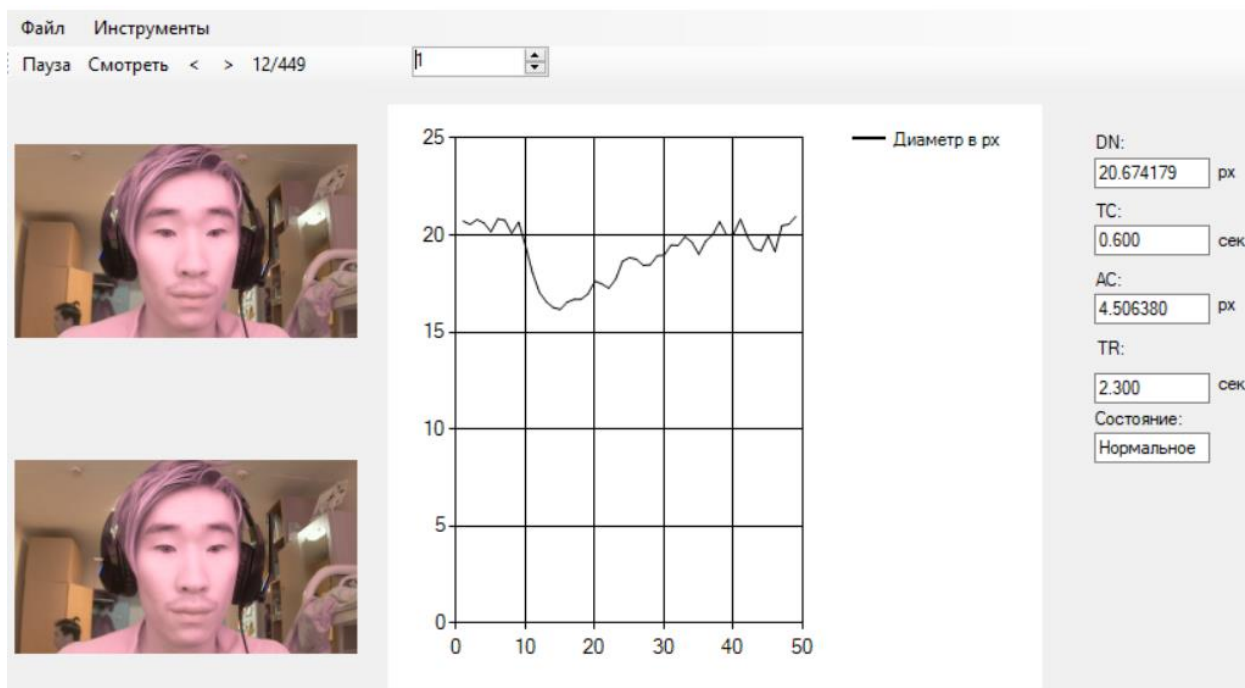 Файл Инструменты
Пауза Смотреть < > 12/449 1
25
20
15
10
5
0
0 10 20 30 40 50
Диаметр в px
DN:
20.674179 px
TC:
0.600 сек
AC:
4.506380 px
TR:
2.300 сек
Состояние:
Нормальное